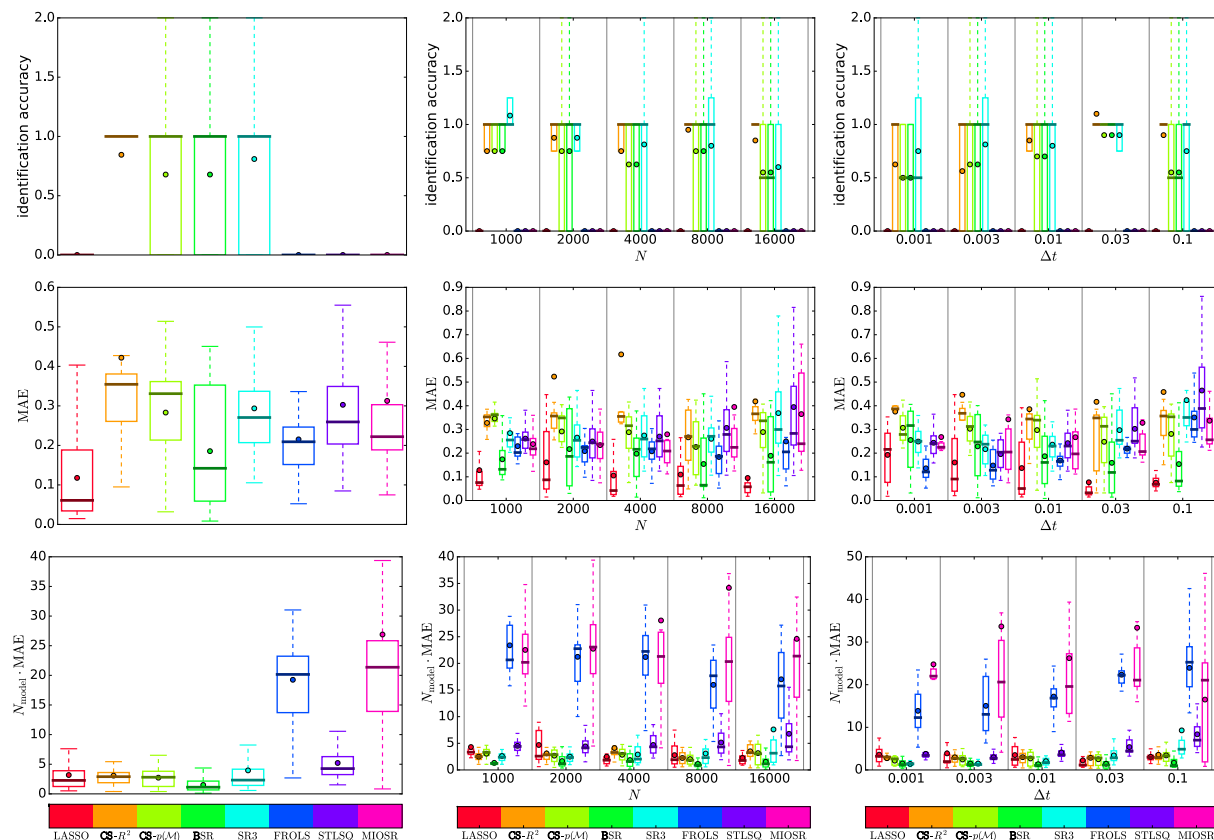 identification accuracy
2.0
1.5
1.0
0.5
0.0
identification accuracy
2.0
1.5
1.0
0.5
0.0
1000 2000 4000 8000 16000
N
identification accuracy
2.0
1.5
1.0
0.5
0.0
0.001 0.003 0.01 0.03 0.1
Δt
MAE
0.6
0.5
0.4
0.3
0.2
0.1
0.0
MAE
0.9
0.8
0.7
0.6
0.5
0.4
0.3
0.2
0.1
0.0
1000 2000 4000 8000 16000
N
MAE
0.9
0.8
0.7
0.6
0.5
0.4
0.3
0.2
0.1
0.0
0.001 0.003 0.01 0.03 0.1
Δt
N_model · MAE
40
35
30
25
20
15
10
5
0
N_model · MAE
40
35
30
25
20
15
10
5
0
1000 2000 4000 8000 16000
N
N_model · MAE
50
40
30
20
10
0
0.001 0.003 0.01 0.03 0.1
Δt
LASSO CS-R² CS-p(M) BSR SR3 FROLS STLSQ MIOSR
LASSO CS-R² CS-p(M) BSR SR3 FROLS STLSQ MIOSR
LASSO CS-R² CS-p(M) BSR SR3 FROLS STLSQ MIOSR